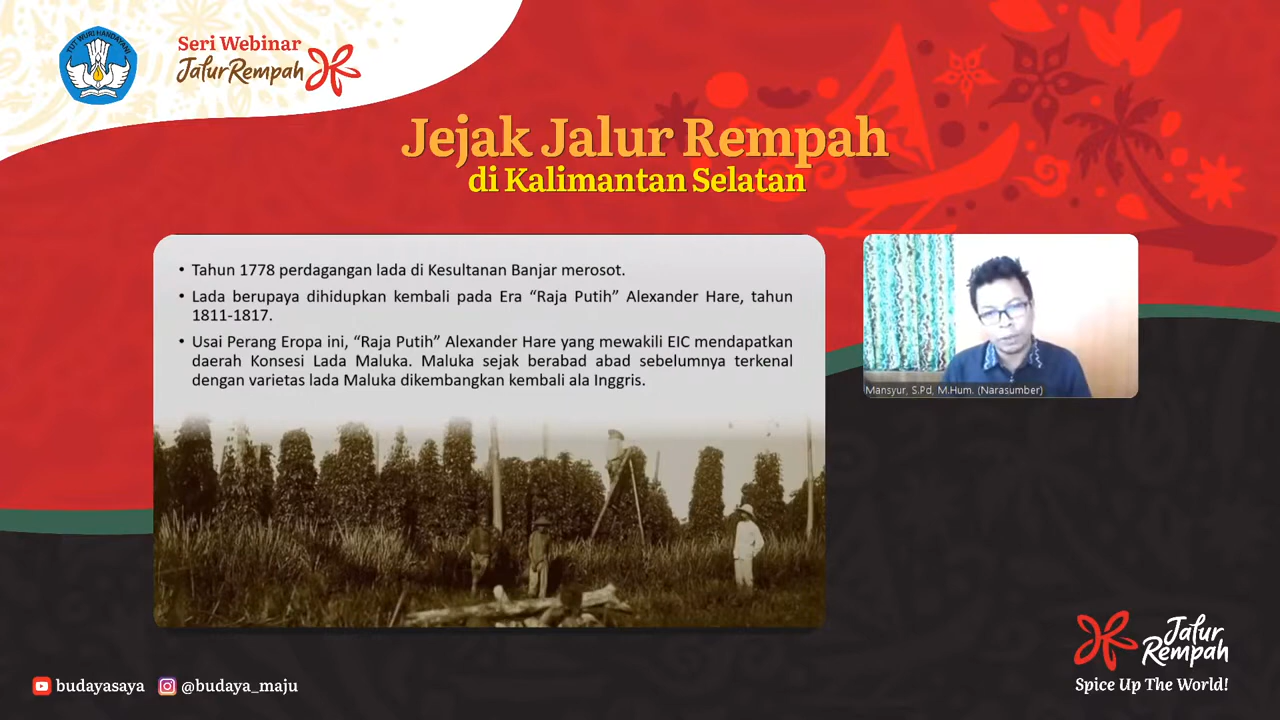 TUT WURI HANDAYANI
Seri Webinar
Jalur Rempah
Jejak Jalur Rempah
di Kalimantan Selatan
• Tahun 1778 perdagangan lada di Kesultanan Banjar merosot.
• Lada berupaya dihidupkan kembali pada Era “Raja Putih” Alexander Hare, tahun
1811-1817.
• Usai Perang Eropa ini, “Raja Putih” Alexander Hare yang mewakili EIC mendapatkan
daerah Konsesi Lada Maluka. Maluka sejak berabad abad sebelumnya terkenal
dengan varietas lada Maluka dikembangkan kembali ala Inggris.
Mansyur, S.Pd, M.Hum. (Narasumber)
Jalur
Rempah
Spice Up The World!
budayasaya @budaya_maju